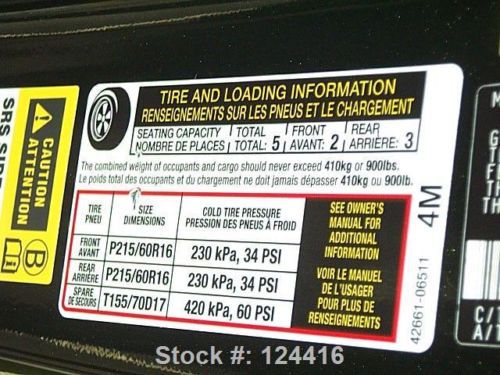 SRS SIDE
CAUTION
ATTENTION
B
TIRE AND LOADING INFORMATION
RENSEIGNEMENTS SUR LES PNEUS ET LE CHARGEMENT
SEATING CAPACITY TOTAL FRONT REAR
NOMBRE DE PLACES TOTAL: 5 AVANT: 2 ARRIÈRE: 3
The combined weight of occupants and cargo should never exceed 410kg or 900lbs.
Le poids total des occupants et du chargement ne doit jamais dépasser 410kg ou 900lb.
TIRE PNEU
SIZE DIMENSIONS
COLD TIRE PRESSURE
PRESSION DES PNEUS À FROID
FRONT AVANT P215/60R16 230 kPa, 34 PSI
REAR ARRIÈRE P215/60R16 230 kPa, 34 PSI
SPARE DE SECOURS T155/70D17 420 kPa, 60 PSI
SEE OWNER'S
MANUAL FOR
ADDITIONAL
INFORMATION
VOIR LE MANUEL
DE L'USAGER
POUR PLUS DE
RENSEIGNEMENTS
42661-06511 4M
C/T
A/T
Stock #: 124416